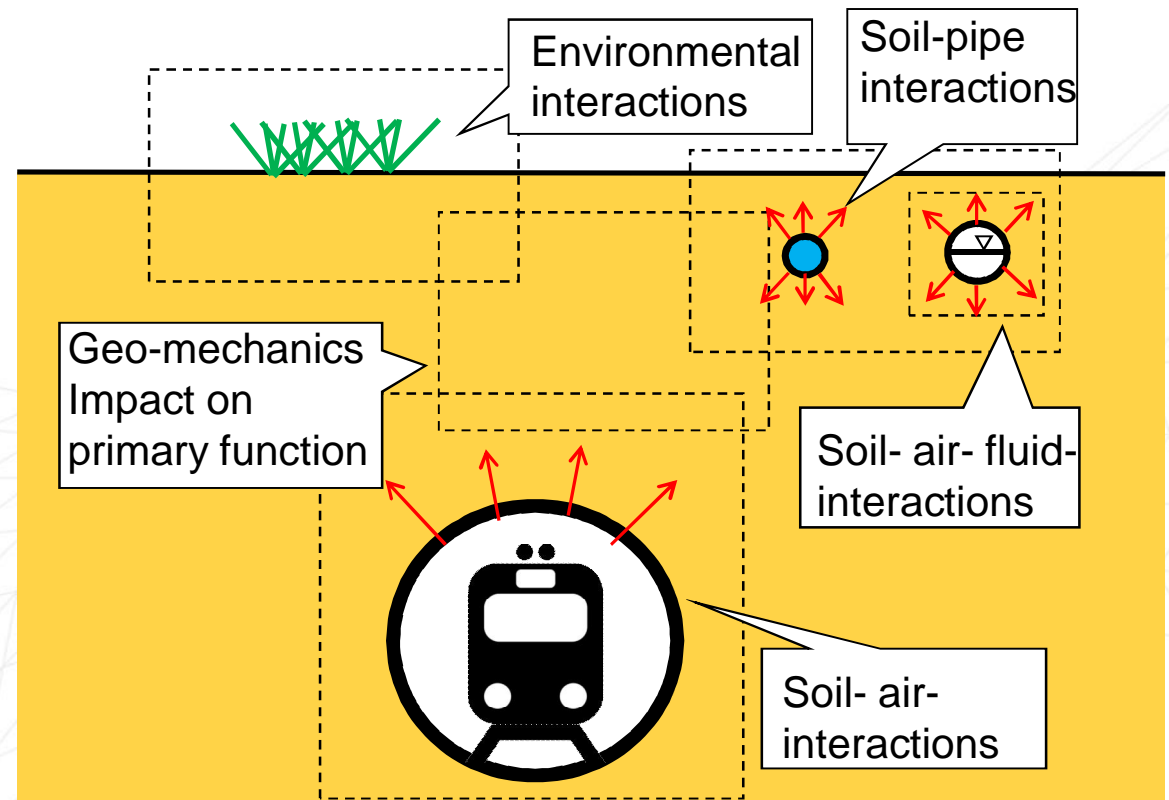 Environmental
interactions
Soil-pipe
interactions
Geo-mechanics
Impact on
primary function
Soil- air- fluid-
interactions
Soil- air-
interactions